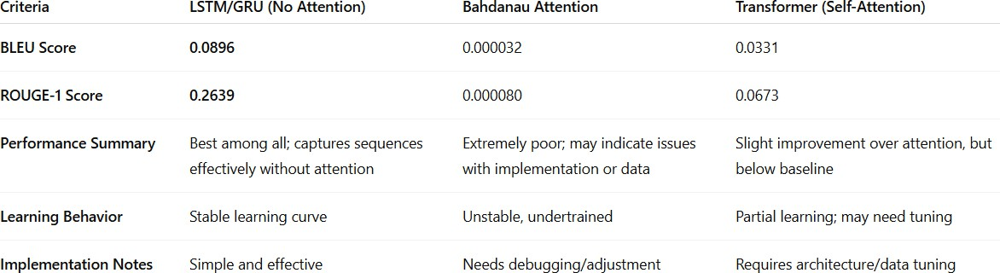 Criteria LSTM/GRU (No Attention) Bahdanau Attention Transformer (Self-Attention)
BLEU Score 0.0896 0.000032 0.0331
ROUGE-1 Score 0.2639 0.000080 0.0673
Performance Summary Best among all; captures sequences Extremely poor; may indicate issues Slight improvement over attention, but
effectively without attention with implementation or data below baseline
Learning Behavior Stable learning curve Unstable, undertrained Partial learning; may need tuning
Implementation Notes Simple and effective Needs debugging/adjustment Requires architecture/data tuning